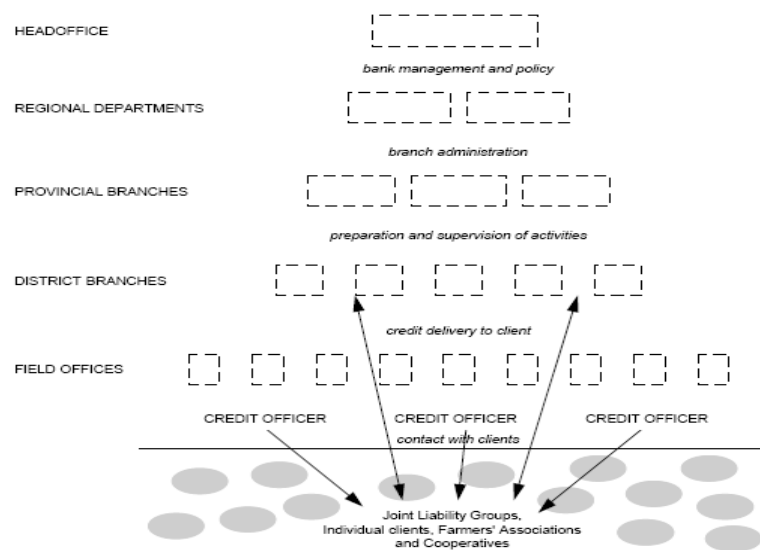 HEADOFFICE
bank management and policy
REGIONAL DEPARTMENTS
branch administration
PROVINCIAL BRANCHES
preparation and supervision of activities
DISTRICT BRANCHES
credit delivery to client
FIELD OFFICES
CREDIT OFFICER CREDIT OFFICER CREDIT OFFICER
contact with clients
Joint Liability Groups,
Individual clients, Farmers' Associations
and Cooperatives